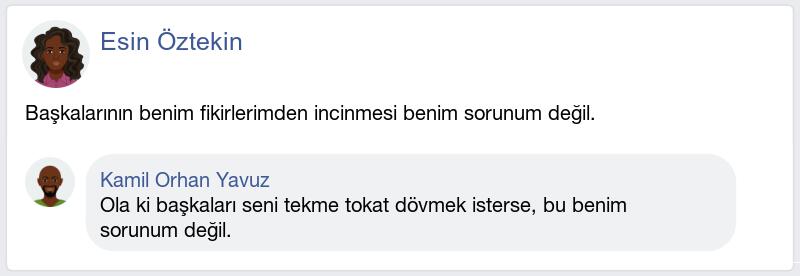 Esin Öztekin
Başkalarının benim fikirlerimden incinmesi benim sorunum değil.
Kamil Orhan Yavuz
Ola ki başkaları seni tekme tokat dövmek isterse, bu benim
sorunum değil.